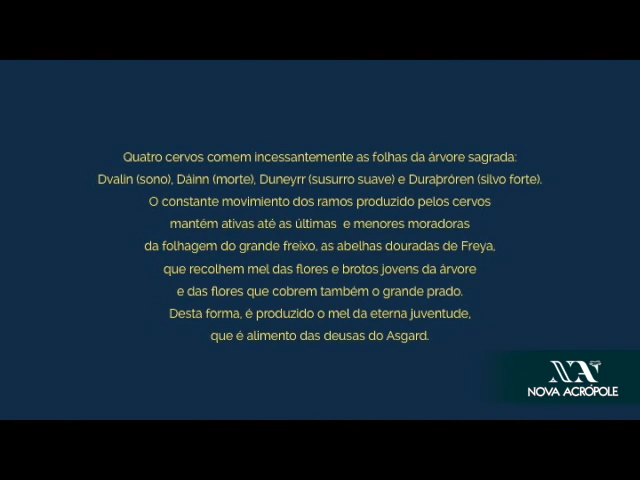 Quatro cervos comem incessantemente as folhas da árvore sagrada:
Dvalin (sono), Dáinn (morte), Duneyrr (susurro suave) e Duraþróren (silvo forte).
O constante movimiento dos ramos produzido pelos cervos
mantém ativas até as últimas e menores moradoras
da folhagem do grande freixo, as abelhas douradas de Freya,
que recolhem mel das flores e brotos jovens da árvore
e das flores que cobrem também o grande prado.
Desta forma, é produzido o mel da eterna juventude,
que é alimento das deusas do Asgard.
NA
NOVA ACRÓPOLE